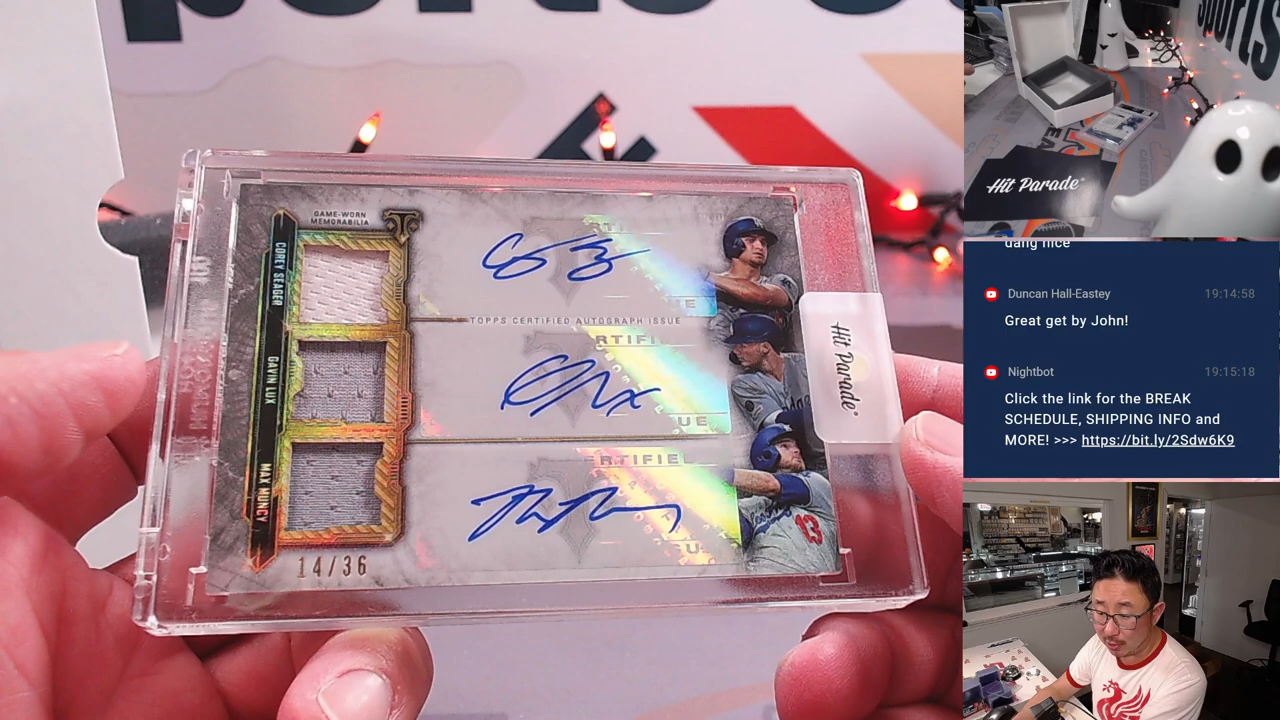 GAME-WORN
MEMORABILIA
COREY SEAGER
GAVIN LUX
MAX MUNCY
TOPPS CERTIFIED AUTOGRAPH ISSUE
14/36
13
Hit Parade
Hit Parade
sports
dang nice
Duncan Hall-Eastey
19:14:58
Great get by John!
Nightbot
19:15:18
Click the link for the BREAK
SCHEDULE, SHIPPING INFO and
MORE! >>> https://bit.ly/2Sdw6K9